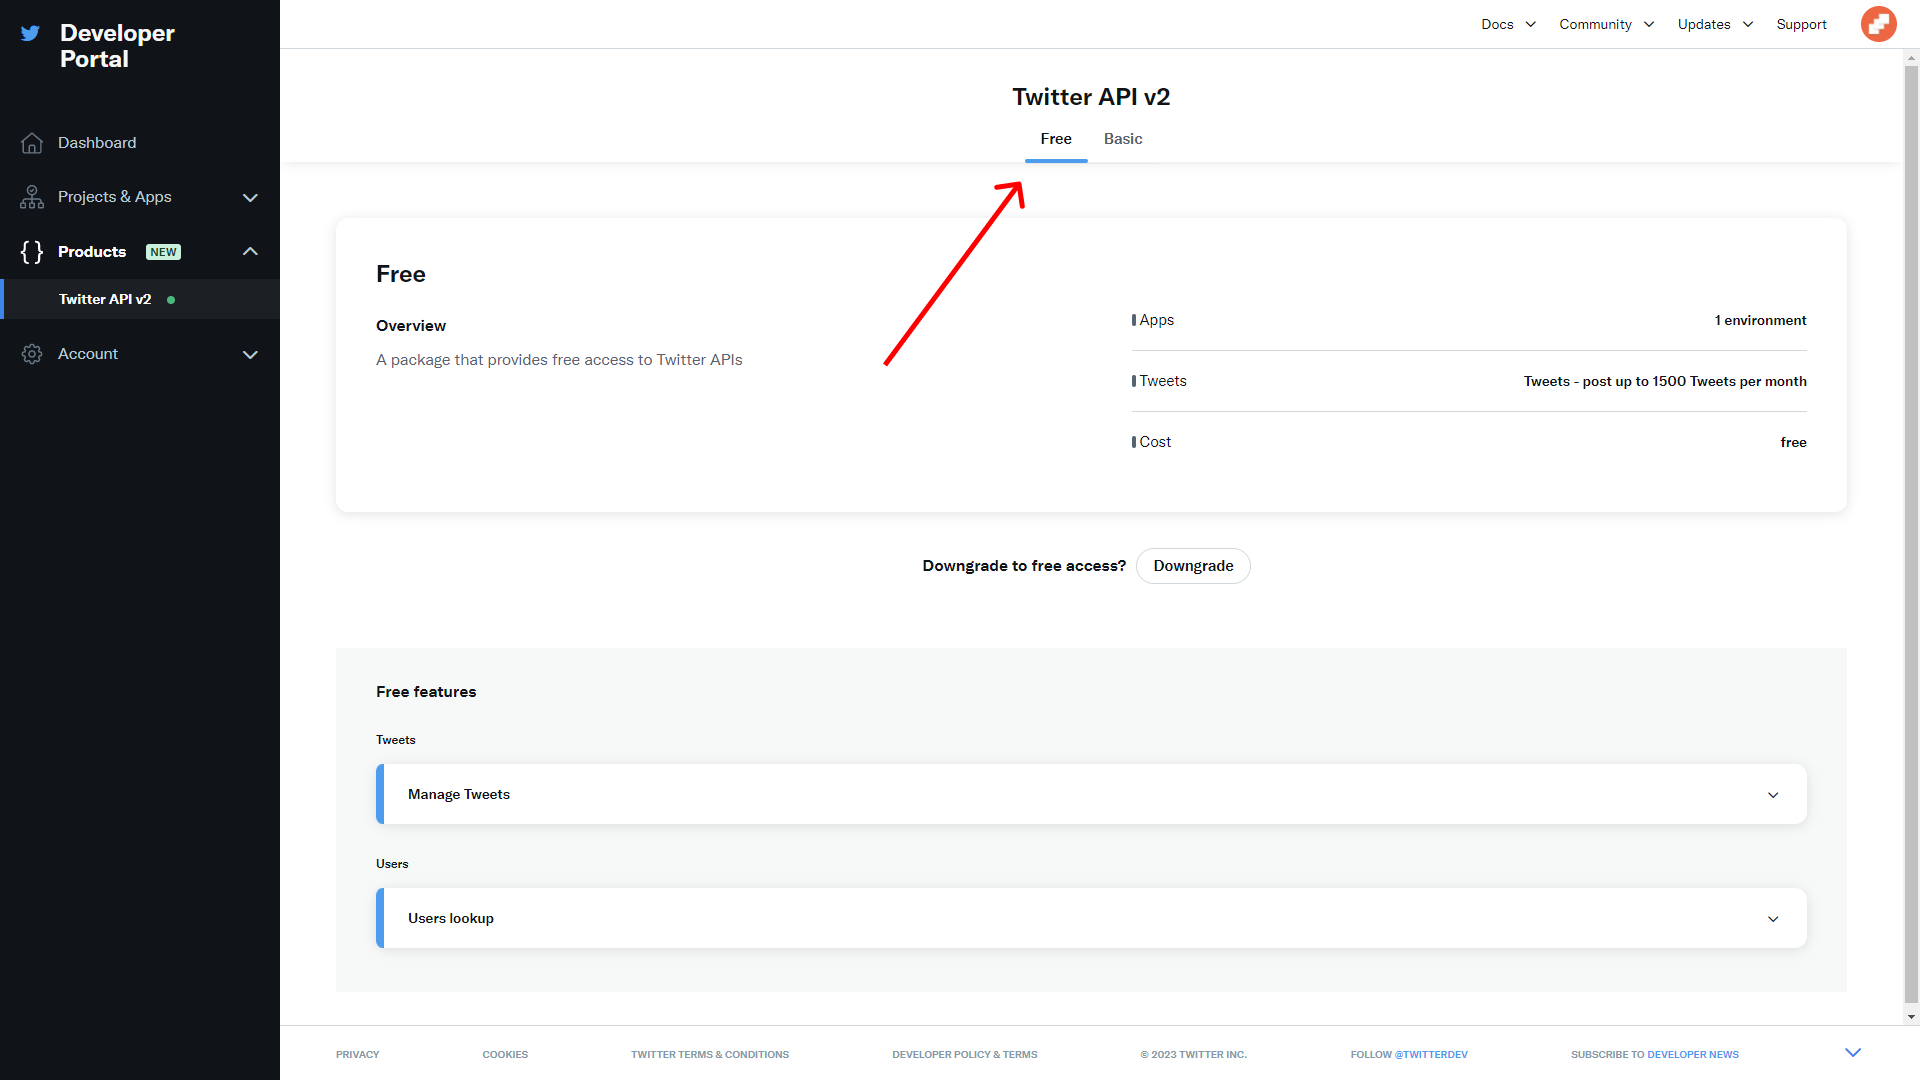 Developer
Portal
Dashboard
Projects & Apps
Products NEW
Twitter API v2
Account
Docs Community Updates Support
Twitter API v2
Free Basic
Free
Overview
A package that provides free access to Twitter APIs
Apps 1 environment
Tweets Tweets - post up to 1500 Tweets per month
Cost free
Downgrade to free access? Downgrade
Free features
Tweets
Manage Tweets
Users
Users lookup
PRIVACY COOKIES TWITTER TERMS & CONDITIONS DEVELOPER POLICY & TERMS © 2023 TWITTER INC. FOLLOW @TWITTERDEV SUBSCRIBE TO DEVELOPER NEWS